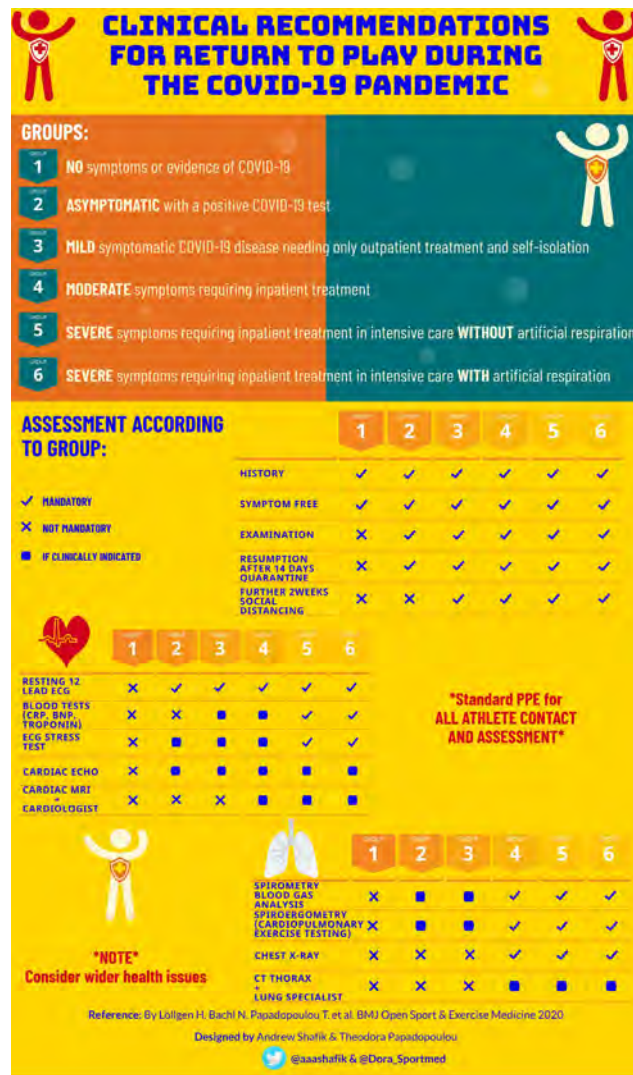 CLINICAL RECOMMENDATIONS
FOR RETURN TO PLAY DURING
THE COVID-19 PANDEMIC
GROUPS:
1 NO symptoms or evidence of COVID-19
2 ASYMPTOMATIC with a positive COVID-19 test
3 MILD symptomatic COVID-19 disease needing only outpatient treatment and self-isolation
4 MODERATE symptoms requiring inpatient treatment
5 SEVERE symptoms requiring inpatient treatment in intensive care WITHOUT artificial respiration
6 SEVERE symptoms requiring inpatient treatment in intensive care WITH artificial respiration
ASSESSMENT ACCORDING
TO GROUP:
✓ MANDATORY
✕ NOT MANDATORY
■ IF CLINICALLY INDICATED
1 2 3 4 5 6
HISTORY ✓ ✓ ✓ ✓ ✓ ✓
SYMPTOM FREE ✓ ✓ ✓ ✓ ✓ ✓
EXAMINATION ✕ ✓ ✓ ✓ ✓ ✓
RESUMPTION
AFTER 14 DAYS ✕ ✓ ✓ ✓ ✓ ✓
QUARANTINE
FURTHER 2WEEKS
SOCIAL ✕ ✕ ✓ ✓ ✓ ✓
DISTANCING
1 2 3 4 5 6
RESTING 12
LEAD ECG ✕ ✓ ✓ ✓ ✓ ✓
BLOOD TESTS
(CRP, BNP, ✕ ✕ ■ ■ ✓ ✓
TROPONIN)
ECG STRESS
TEST ✕ ■ ■ ■ ✓ ✓
CARDIAC ECHO ✕ ■ ■ ■ ■ ■
CARDIAC MRI
+ ✕ ✕ ✕ ■ ■ ■
CARDIOLOGIST
*Standard PPE for
ALL ATHLETE CONTACT
AND ASSESSMENT*
*NOTE*
Consider wider health issues
1 2 3 4 5 6
SPIROMETRY
BLOOD GAS ✕ ■ ■ ✓ ✓ ✓
ANALYSIS
SPIROERGOMETRY
(CARDIOPULMONARY ✕ ■ ■ ✓ ✓ ✓
EXERCISE TESTING)
CHEST X-RAY ✕ ✕ ✕ ✓ ✓ ✓
CT THORAX
+ ✕ ✕ ✕ ■ ■ ■
LUNG SPECIALIST
Reference: By Löllgen H. Bachl N. Papadopoulou T. et al. BMJ Open Sport & Exercise Medicine 2020
Designed by Andrew Shafik & Theodora Papadopoulou
@aaashafik & @Dora_Sportmed